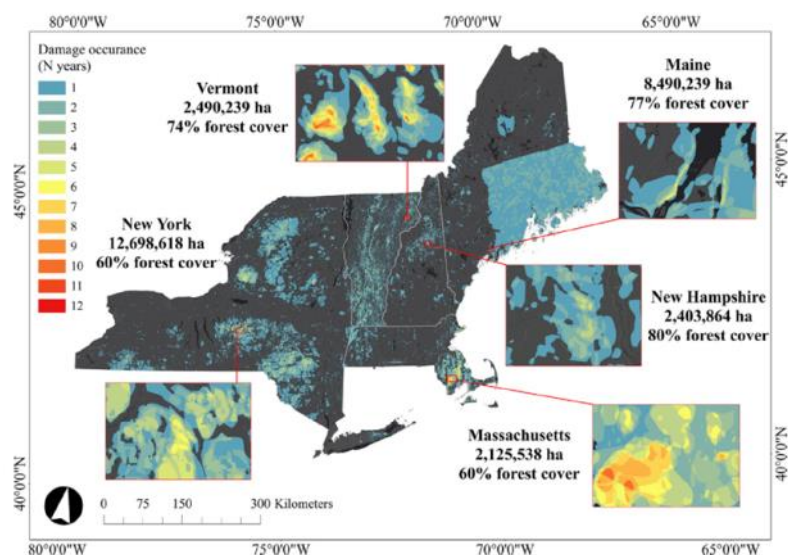 80°0'0"W 75°0'0"W 70°0'0"W 65°0'0"W
Damage occurance
(N years)
1
2
3
4
5
6
7
8
9
10
11
12
Vermont
2,490,239 ha
74% forest cover
Maine
8,490,239 ha
77% forest cover
45°0'0"N
45°0'0"N
New York
12,698,618 ha
60% forest cover
New Hampshire
2,403,864 ha
80% forest cover
Massachusetts
2,125,538 ha
60% forest cover
40°0'0"N
40°0'0"N
0 75 150 300 Kilometers
80°0'0"W 75°0'0"W 70°0'0"W 65°0'0"W